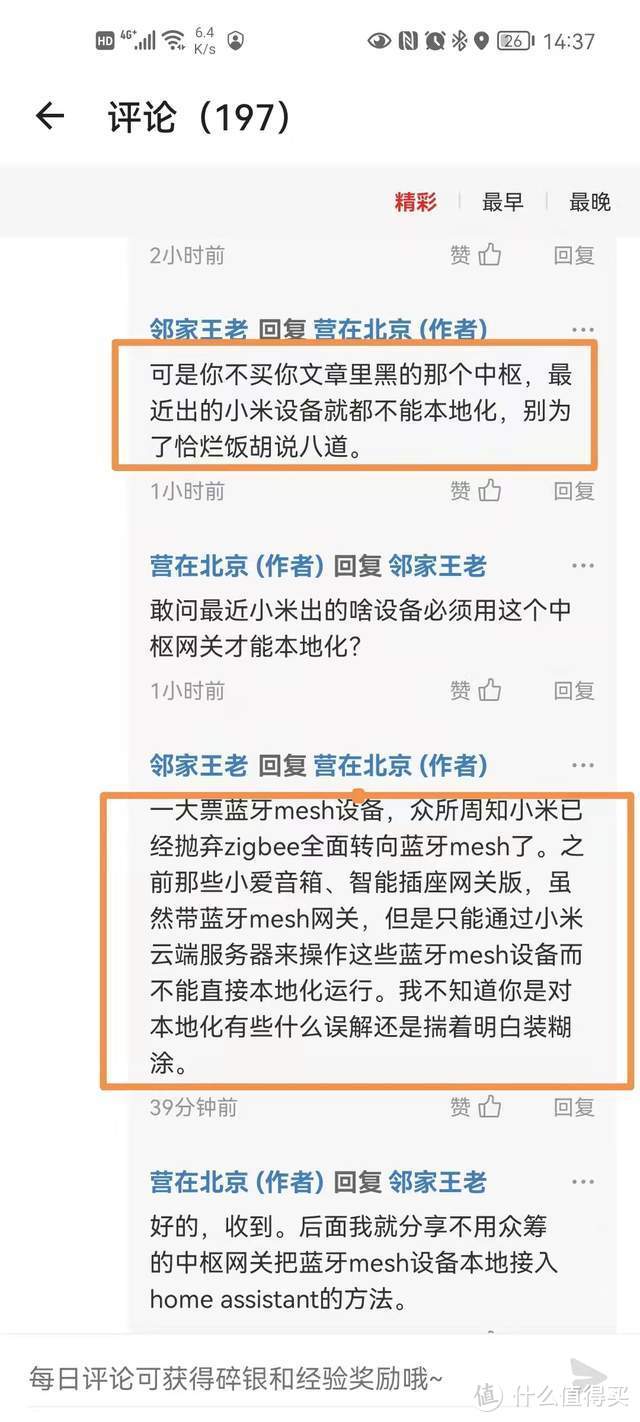 HD 4G+ 6.4 K/s 26 14:37
评论（197）
精彩 最早 最晚
2小时前 赞 回复
邻家王老 回复 营在北京 (作者)
可是你不买你文章里黑的那个中枢，最
近出的小米设备就都不能本地化，别为
了恰烂饭胡说八道。
1小时前 赞 回复
营在北京 (作者) 回复 邻家王老
敢问最近小米出的啥设备必须用这个中
枢网关才能本地化？
1小时前 赞 回复
邻家王老 回复 营在北京 (作者)
一大票蓝牙mesh设备，众所周知小米已
经抛弃zigbee全面转向蓝牙mesh了。之
前那些小爱音箱、智能插座网关版，虽
然带蓝牙mesh网关，但是只能通过小米
云端服务器来操作这些蓝牙mesh设备而
不能直接本地化运行。我不知道你是对
本地化有些什么误解还是揣着明白装糊
涂。
39分钟前 赞 回复
营在北京 (作者) 回复 邻家王老
好的，收到。后面我就分享不用众筹
的中枢网关把蓝牙mesh设备本地接入
home assistant的方法。
每日评论可获得碎银和经验奖励哦~
值 什么值得买